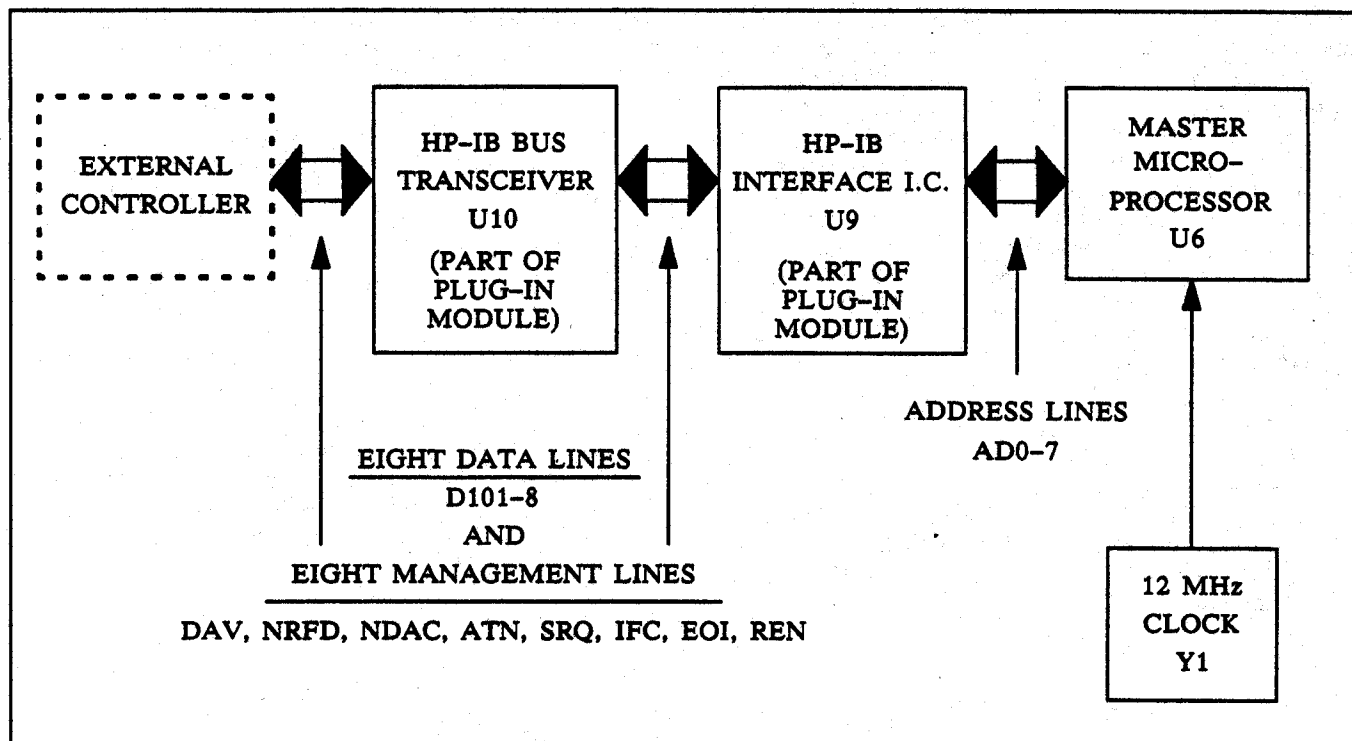 EXTERNAL
CONTROLLER
HP-IB BUS
TRANSCEIVER
U10
(PART OF
PLUG-IN
MODULE)
HP-IB
INTERFACE I.C.
U9
(PART OF
PLUG-IN
MODULE)
MASTER
MICRO-
PROCESSOR
U6
ADDRESS LINES
AD0-7
EIGHT DATA LINES
D101-8
AND
EIGHT MANAGEMENT LINES
DAV, NRFD, NDAC, ATN, SRQ, IFC, EOI, REN
12 MHz
CLOCK
Y1